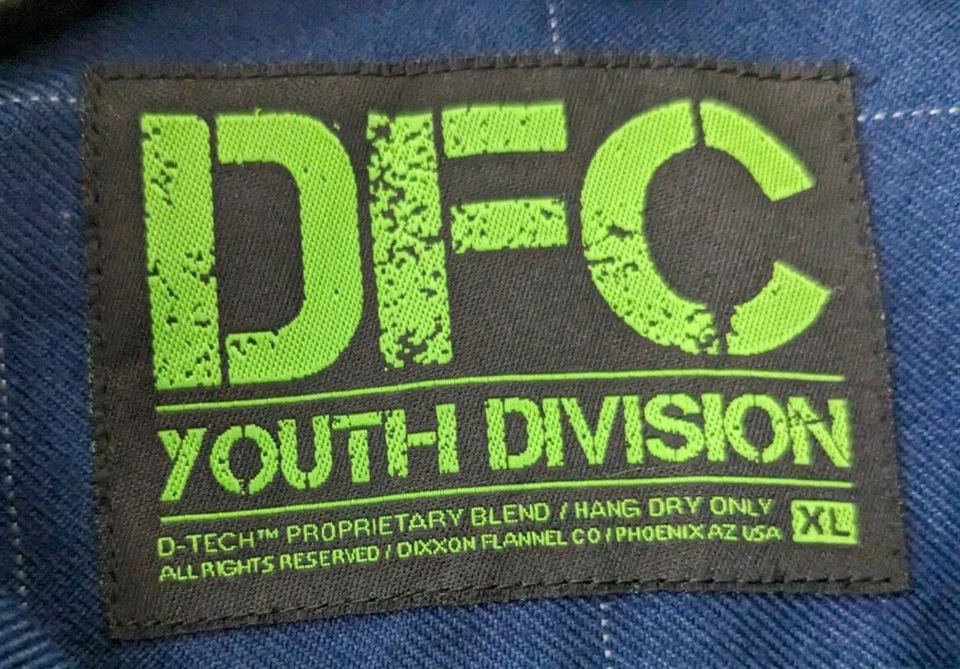 DFC
YOUTH DIVISION
D-TECH™ PROPRIETARY BLEND / HANG DRY ONLY XL
ALL RIGHTS RESERVED / DIXXON FLANNEL CO / PHOENIX AZ USA